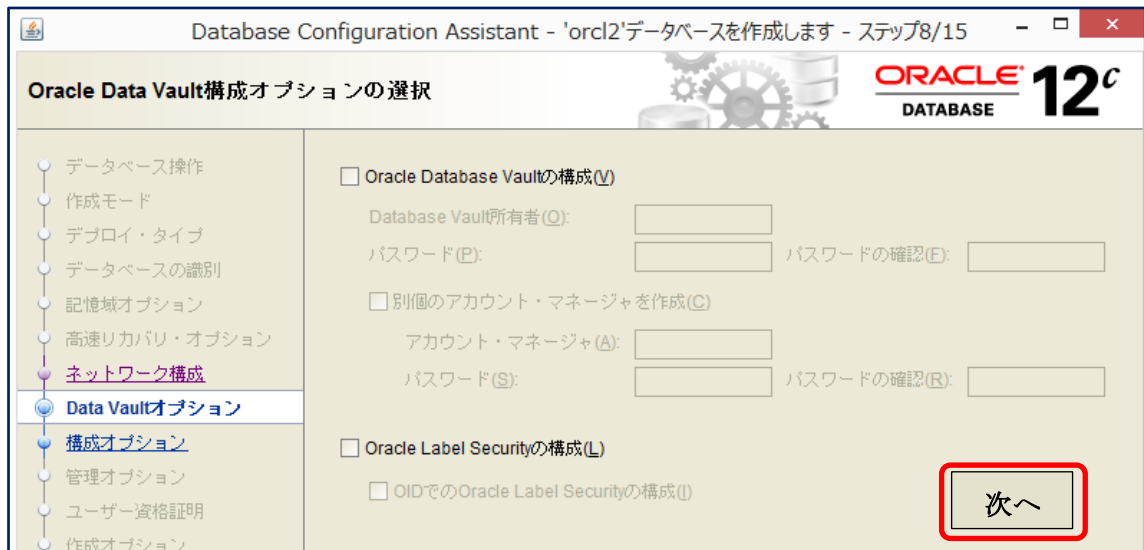 Database Configuration Assistant - 'orcl2'データベースを作成します - ステップ8/15
Oracle Data Vault構成オプションの選択
ORACLE 12c
DATABASE
データベース操作
作成モード
デプロイ・タイプ
データベースの識別
記憶域オプション
高速リカバリ・オプション
ネットワーク構成
Data Vaultオプション
構成オプション
管理オプション
ユーザー資格証明
作成オプション
Oracle Database Vaultの構成(V)
Database Vault所有者(O):
パスワード(P): パスワードの確認(F):
別個のアカウント・マネージャを作成(C)
アカウント・マネージャ(A):
パスワード(S): パスワードの確認(R):
Oracle Label Securityの構成(L)
OIDでのOracle Label Securityの構成(I)
次へ